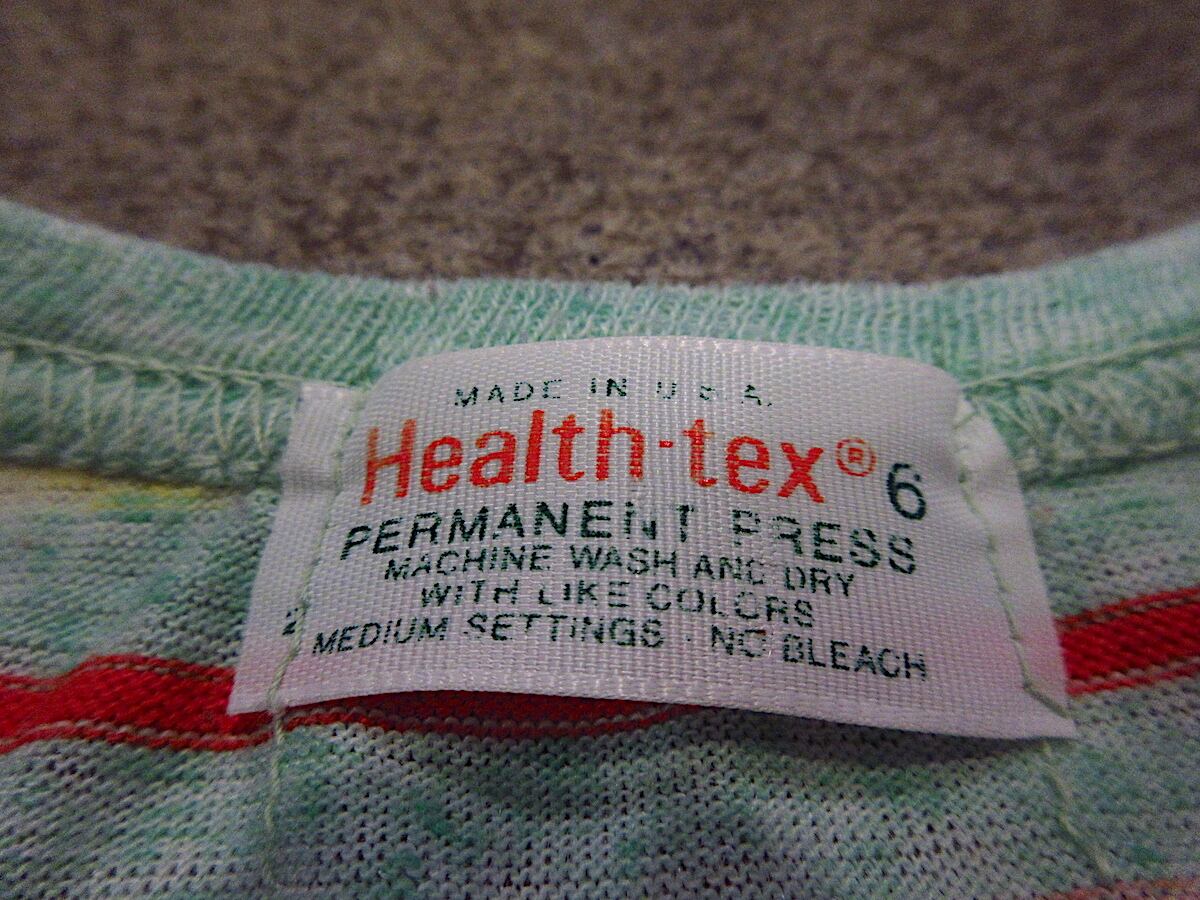 MADE IN U.S.A.
Health-tex® 6
PERMANENT PRESS
MACHINE WASH AND DRY
WITH LIKE COLORS
MEDIUM SETTINGS · NO BLEACH